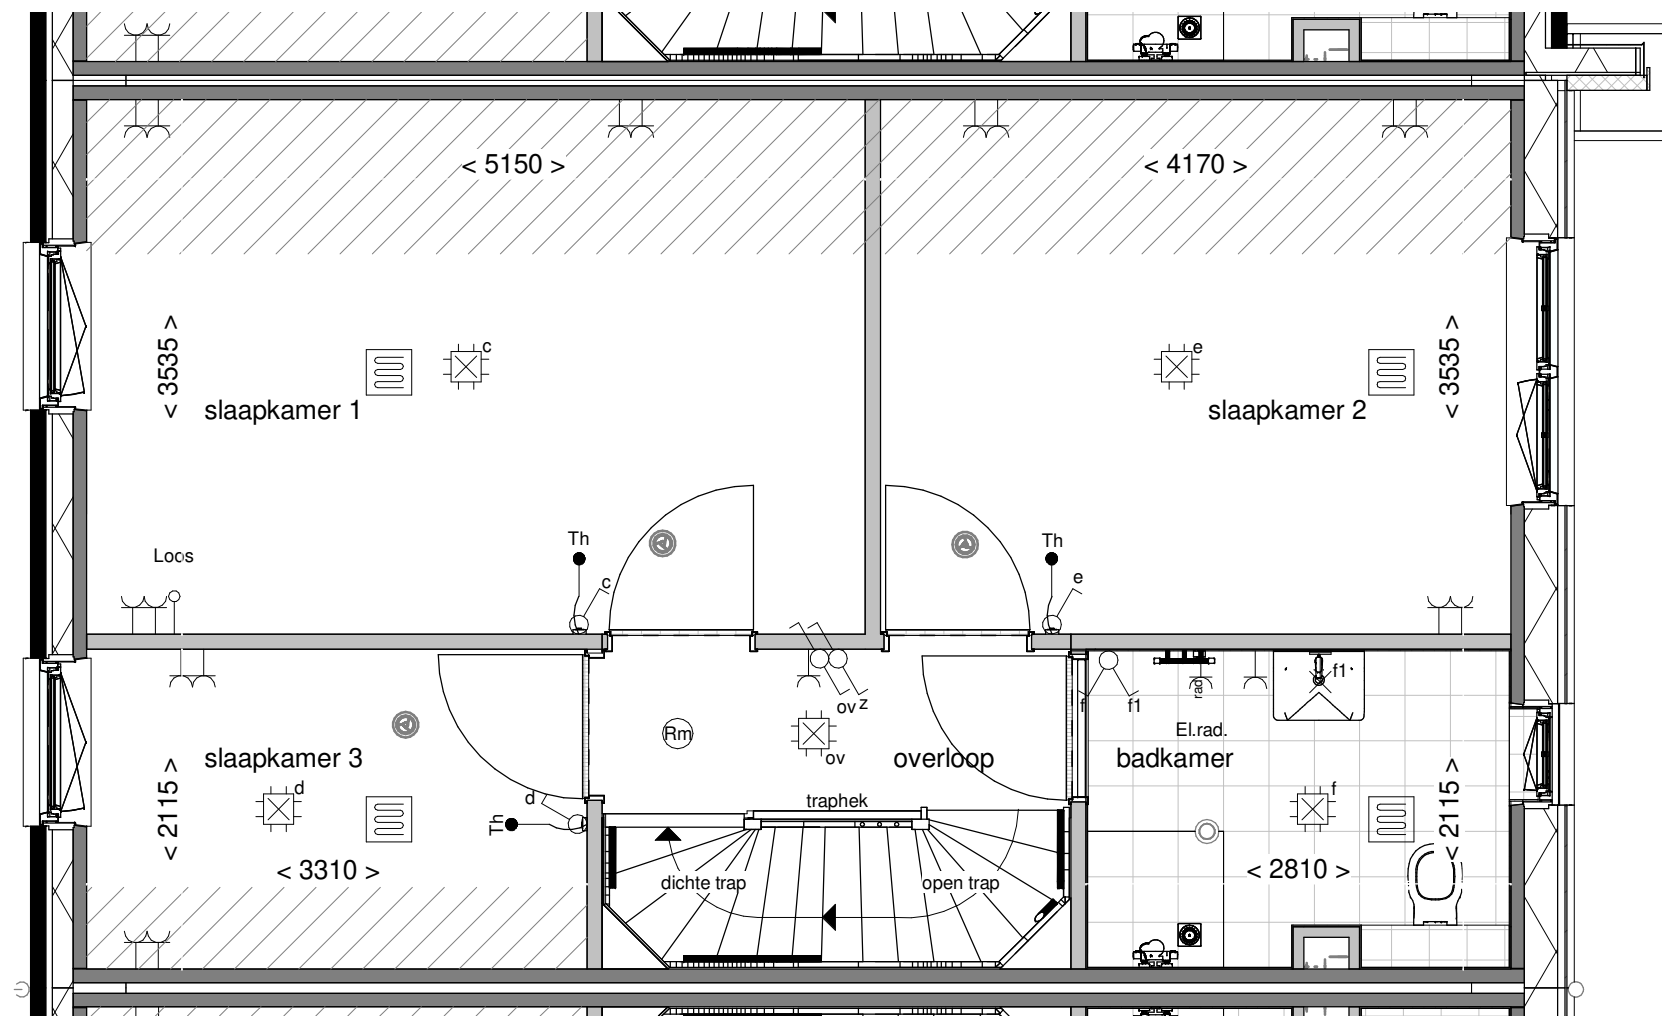 < 5150 >
< 4170 >
< 3535 >
c
slaapkamer 1
e
< 3535 >
slaapkamer 2
Loos
Th
c
Th
e
ov
z
f
f1
rad
f1
Rm
ov
El.rad.
slaapkamer 3
d
< 2115 >
overloop
badkamer
d
Th
traphek
f
< 2115 >
< 3310 >
dichte trap
open trap
< 2810 >